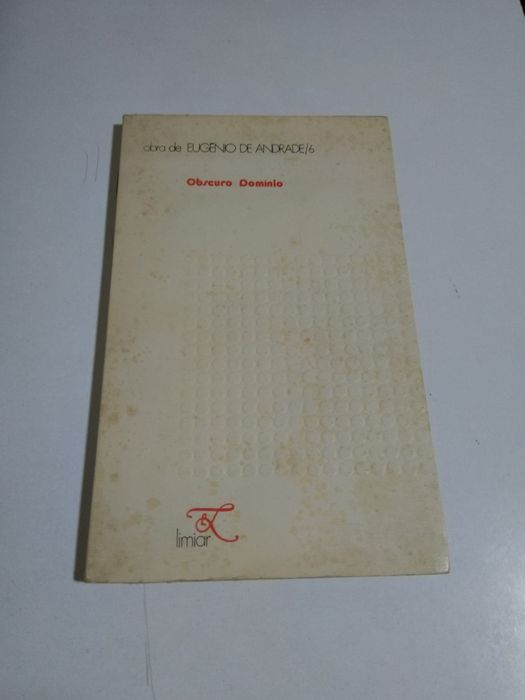 obra de EUGÉNIO DE ANDRADE/6
Obscuro Domínio
limiar